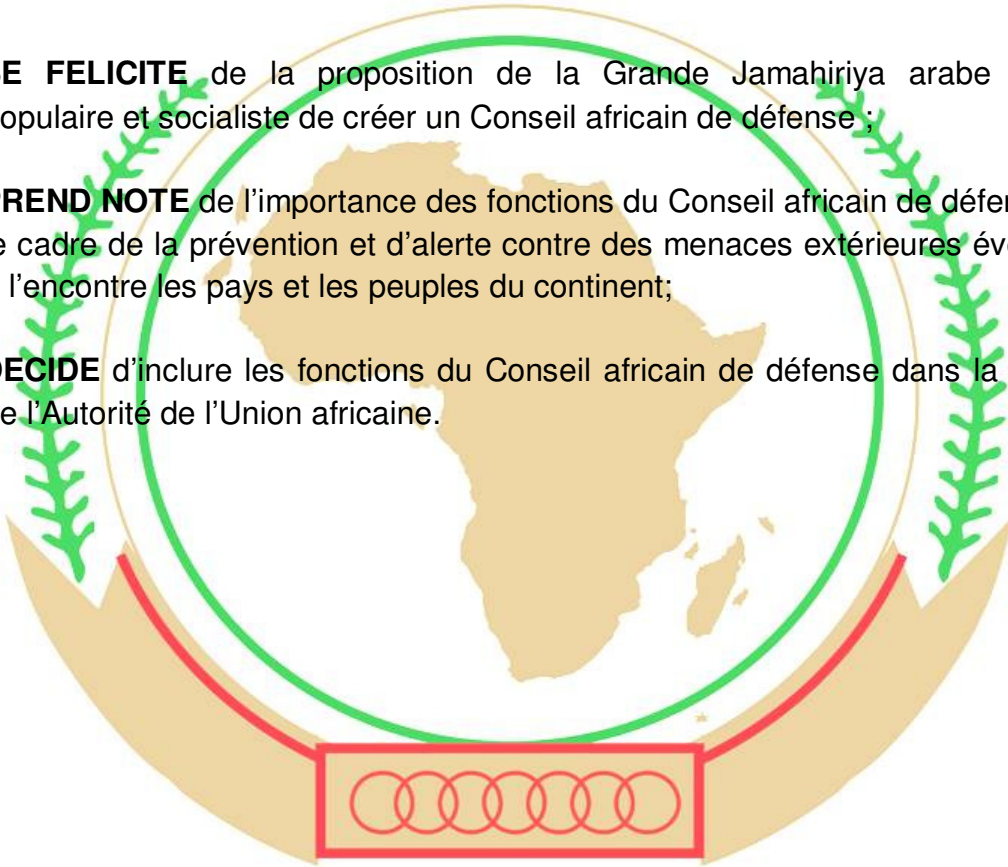 E FELICITE de la proposition de la Grande Jamahiriya arabe
opulaire et socialiste de créer un Conseil africain de défense ;
REND NOTE de l’importance des fonctions du Conseil africain de défen
e cadre de la prévention et d’alerte contre des menaces extérieures év
l’encontre les pays et les peuples du continent;
DECIDE d’inclure les fonctions du Conseil africain de défense dans la
e l’Autorité de l’Union africaine.